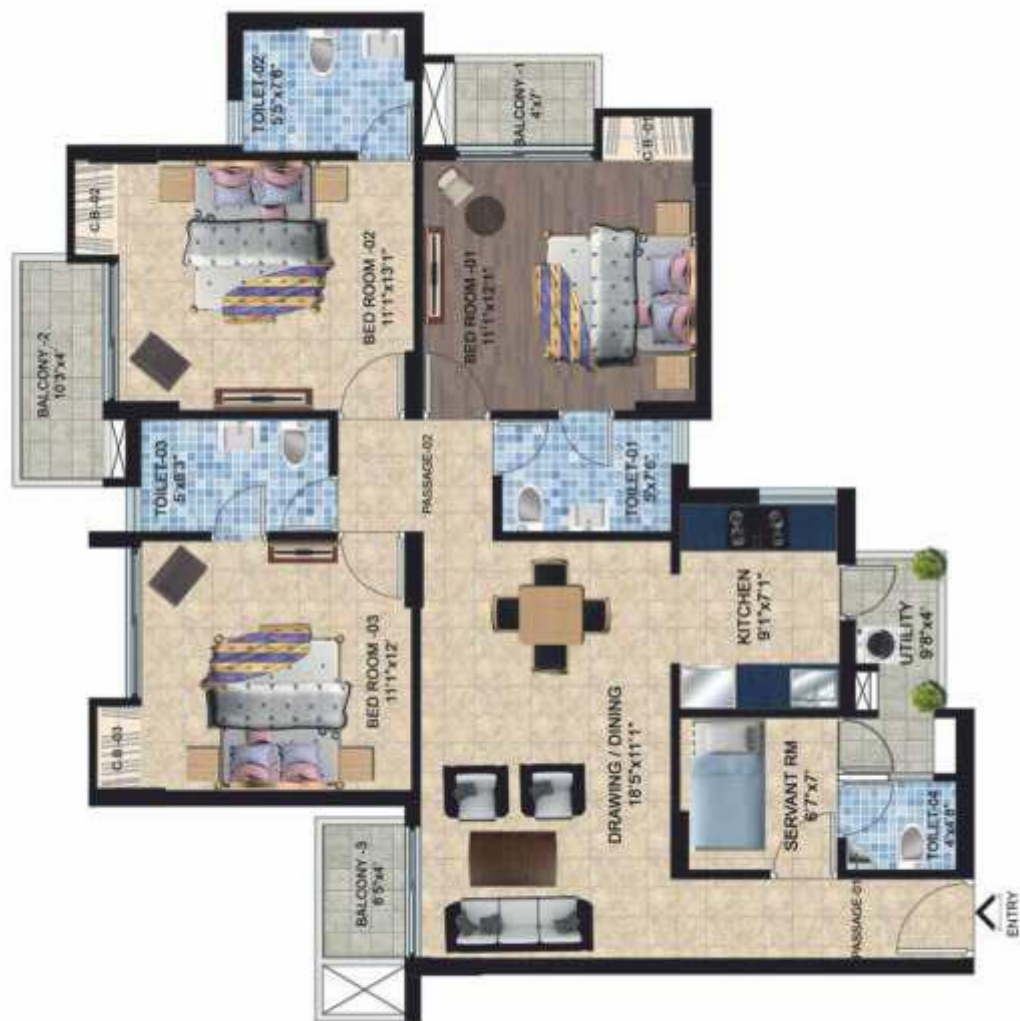 TOILET-02
5'5"x7'6"
BALCONY -1
4'x7'
C.B-02
C.B-01
BED ROOM -02
11'1"x13'1"
BED ROOM -01
11'1"x12'1"
BALCONY -2
10'3"x4'
TOILET-03
5'x8'3"
PASSAGE-02
TOILET-01
5'x7'6"
BED ROOM -03
11'1"x12'
C.B-03
KITCHEN
9'1"x7'1"
UTILITY
9'8"x4'
DRAWING / DINING
18'5"x11'1"
SERVANT RM
6'7"x7'
TOILET-04
4'x4'8"
BALCONY -3
6'5"x4'
PASSAGE-01
ENTRY